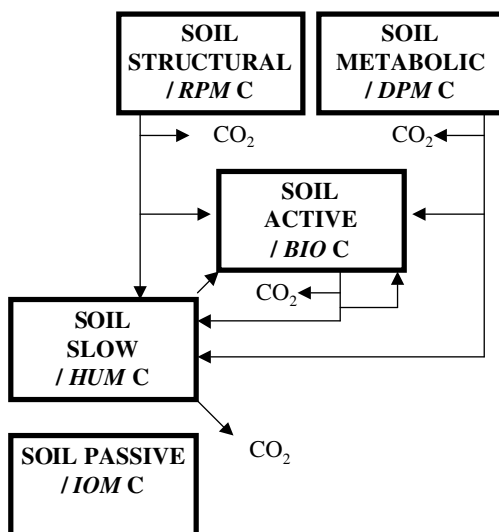 SOIL
STRUCTURAL
/ RPM C
SOIL
METABOLIC
/ DPM C
CO₂
CO₂
SOIL
ACTIVE
/ BIO C
CO₂
SOIL
SLOW
/ HUM C
CO₂
SOIL PASSIVE
/ IOM C